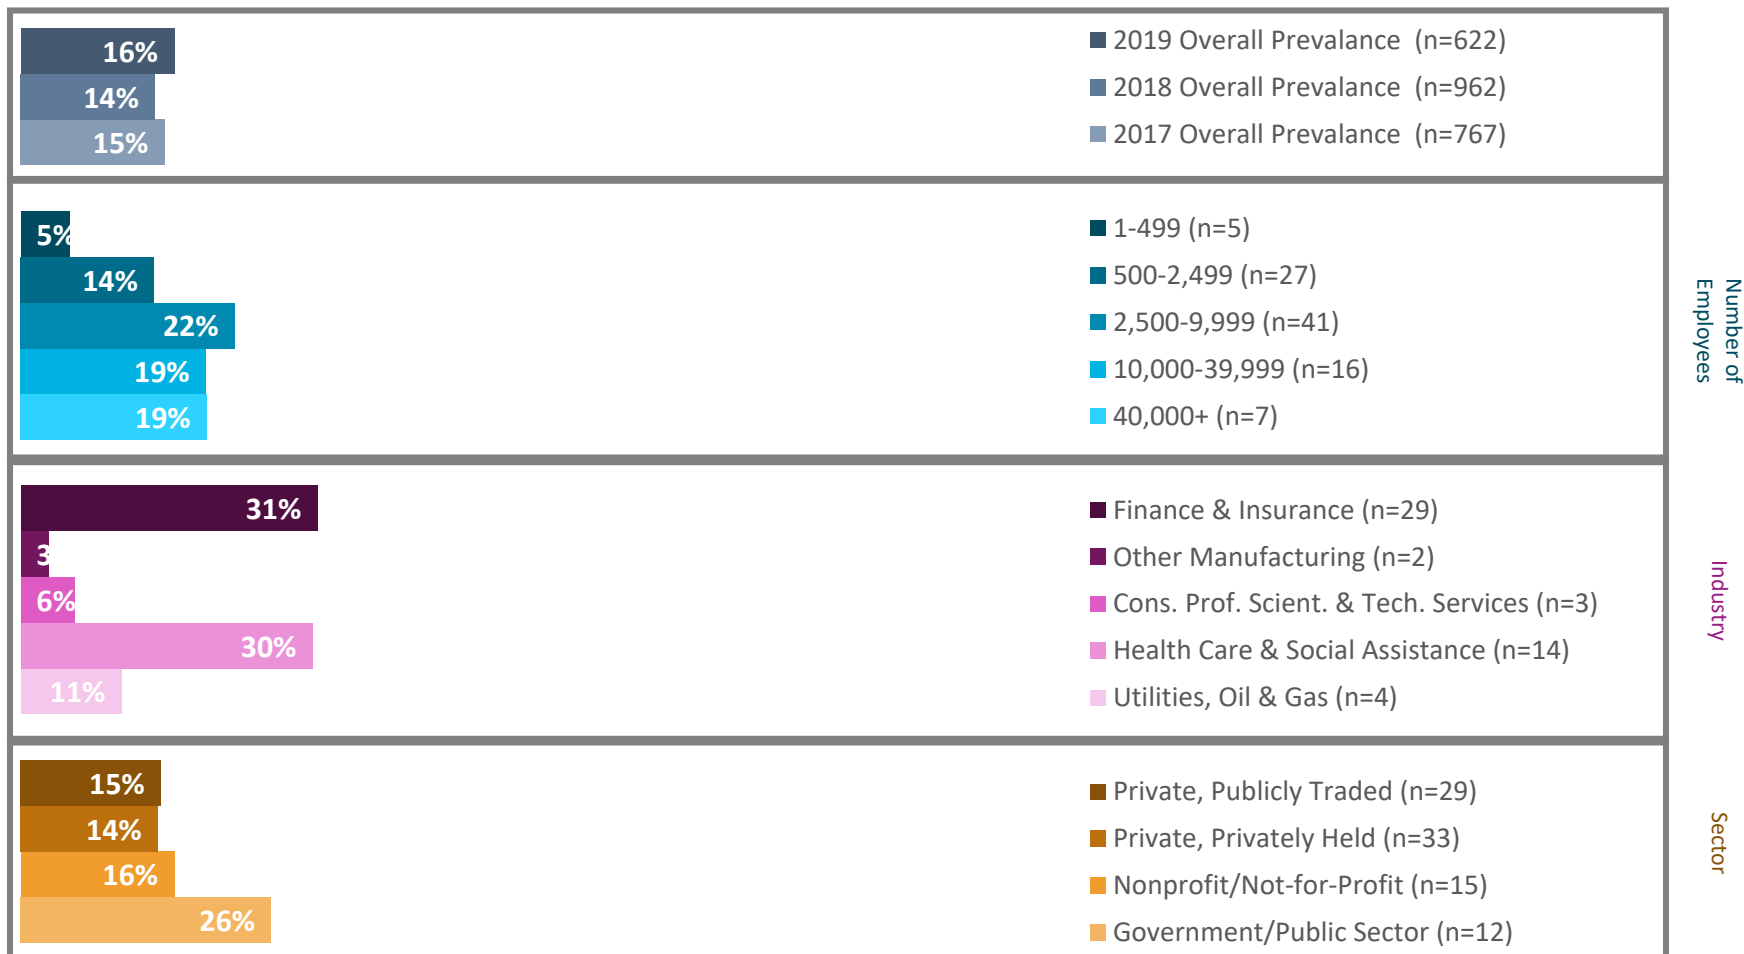 16%
14%
15%
2019 Overall Prevalance (n=622)
2018 Overall Prevalance (n=962)
2017 Overall Prevalance (n=767)
5%
14%
22%
19%
19%
1-499 (n=5)
500-2,499 (n=27)
2,500-9,999 (n=41)
10,000-39,999 (n=16)
40,000+ (n=7)
Number of
Employees
31%
3
6%
30%
11%
Finance & Insurance (n=29)
Other Manufacturing (n=2)
Cons. Prof. Scient. & Tech. Services (n=3)
Health Care & Social Assistance (n=14)
Utilities, Oil & Gas (n=4)
Industry
15%
14%
16%
26%
Private, Publicly Traded (n=29)
Private, Privately Held (n=33)
Nonprofit/Not-for-Profit (n=15)
Government/Public Sector (n=12)
Sector